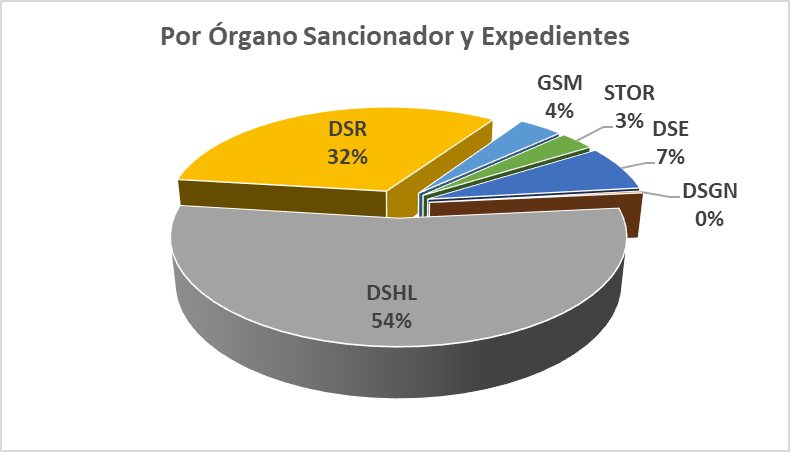 Por Órgano Sancionador y Expedientes
GSM
4%
STOR
3%
DSE
7%
DSGN
0%
DSR
32%
DSHL
54%